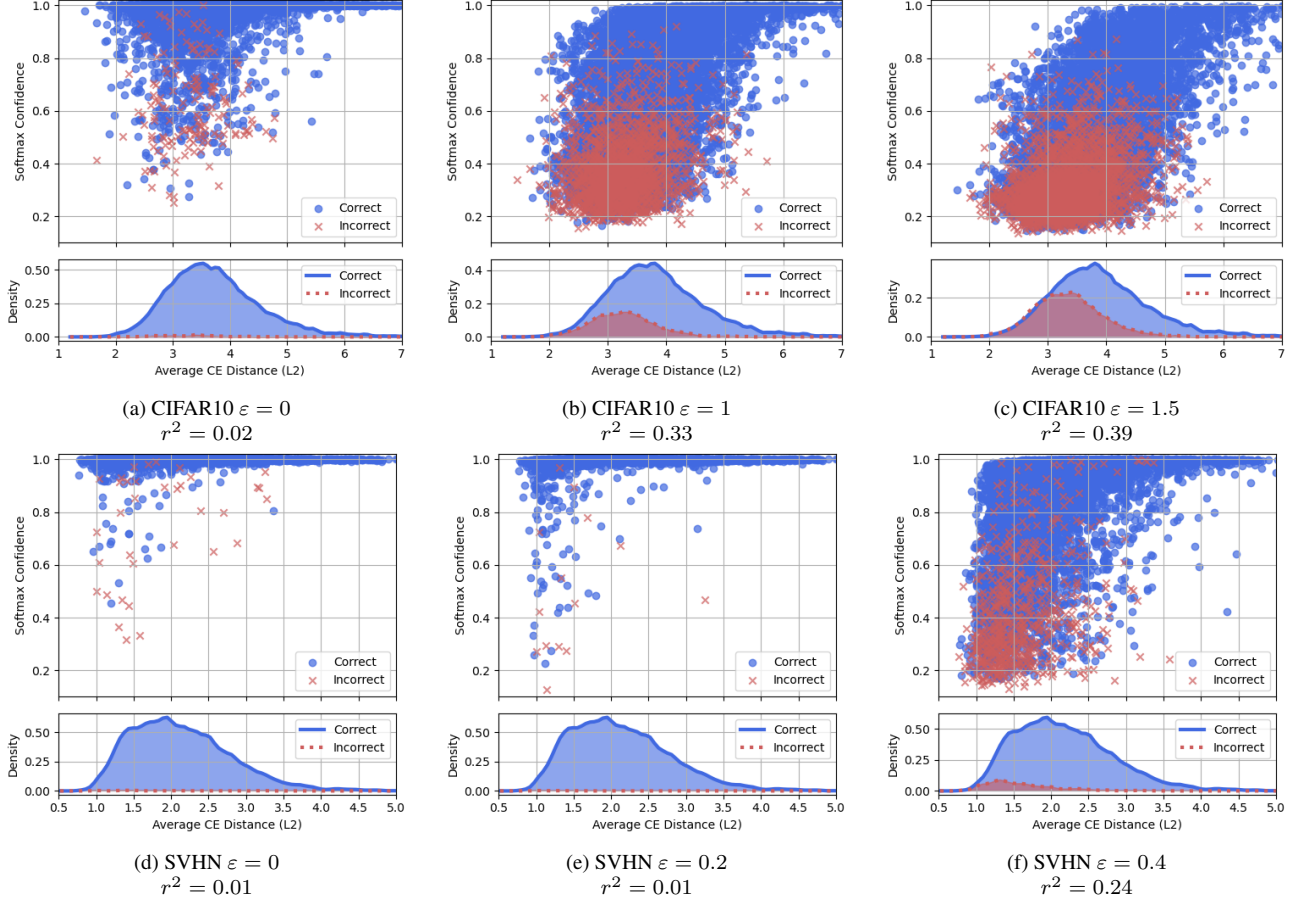 1.0
0.8
0.6
0.4
0.2
Softmax Confidence
Correct
Incorrect
0.50
0.25
0.00
Density
Correct
Incorrect
1 2 3 4 5 6 7
Average CE Distance (L2)
(a) CIFAR10 ε = 0
r² = 0.02
1.0
0.8
0.6
0.4
0.2
Softmax Confidence
Correct
Incorrect
0.4
0.2
0.0
Density
Correct
Incorrect
1 2 3 4 5 6 7
Average CE Distance (L2)
(b) CIFAR10 ε = 1
r² = 0.33
1.0
0.8
0.6
0.4
0.2
Softmax Confidence
Correct
Incorrect
0.2
0.0
Density
Correct
Incorrect
1 2 3 4 5 6 7
Average CE Distance (L2)
(c) CIFAR10 ε = 1.5
r² = 0.39
1.0
0.8
0.6
0.4
0.2
Softmax Confidence
Correct
Incorrect
0.50
0.25
0.00
Density
Correct
Incorrect
0.5 1.0 1.5 2.0 2.5 3.0 3.5 4.0 4.5 5.0
Average CE Distance (L2)
(d) SVHN ε = 0
r² = 0.01
1.0
0.8
0.6
0.4
0.2
Softmax Confidence
Correct
Incorrect
0.50
0.25
0.00
Density
Correct
Incorrect
0.5 1.0 1.5 2.0 2.5 3.0 3.5 4.0 4.5 5.0
Average CE Distance (L2)
(e) SVHN ε = 0.2
r² = 0.01
1.0
0.8
0.6
0.4
0.2
Softmax Confidence
Correct
Incorrect
0.50
0.25
0.00
Density
Correct
Incorrect
0.5 1.0 1.5 2.0 2.5 3.0 3.5 4.0 4.5 5.0
Average CE Distance (L2)
(f) SVHN ε = 0.4
r² = 0.24